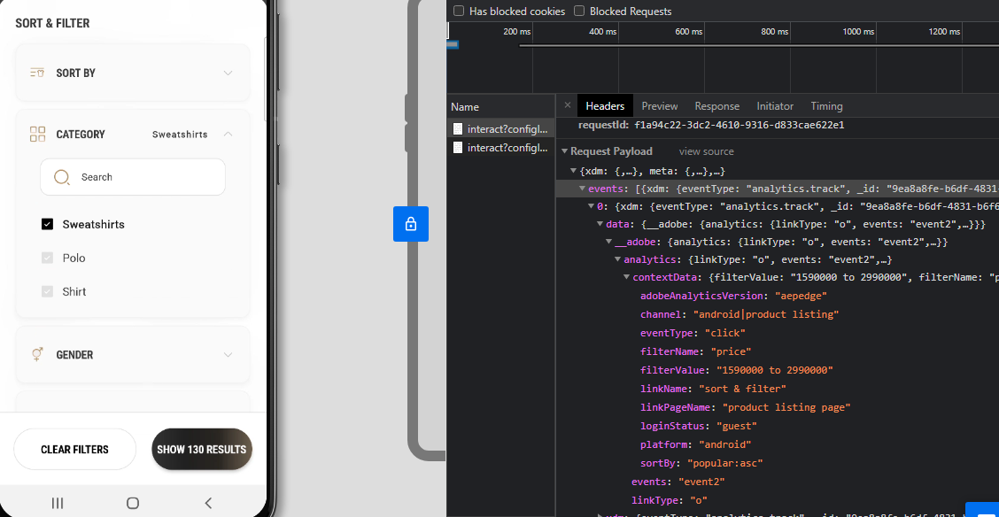 SORT & FILTER
SORT BY
CATEGORY Sweatshirts
Search
Sweatshirts
Polo
Shirt
GENDER
CLEAR FILTERS
SHOW 130 RESULTS
Has blocked cookies Blocked Requests
200 ms 400 ms 600 ms 800 ms 1000 ms 1200 ms
Name
interact?configI...
interact?configI...
× Headers Preview Response Initiator Timing
requestId: f1a94c22-3dc2-4610-9316-d833cae622e1
Request Payload view source
{xdm: {,…}, meta: {,…},…}
events: [{xdm: {eventType: "analytics.track", _id: "9ea8a8fe-b6df-4831-
0: {xdm: {eventType: "analytics.track", _id: "9ea8a8fe-b6df-4831-b6f6
data: {__adobe: {analytics: {linkType: "o", events: "event2",…}}}
__adobe: {analytics: {linkType: "o", events: "event2",…}}
analytics: {linkType: "o", events: "event2",…}
contextData: {filterValue: "1590000 to 2990000", filterName: "p
adobeAnalyticsVersion: "aepedge"
channel: "android|product listing"
eventType: "click"
filterName: "price"
filterValue: "1590000 to 2990000"
linkName: "sort & filter"
linkPageName: "product listing page"
loginStatus: "guest"
platform: "android"
sortBy: "popular:asc"
events: "event2"
linkType: "o"